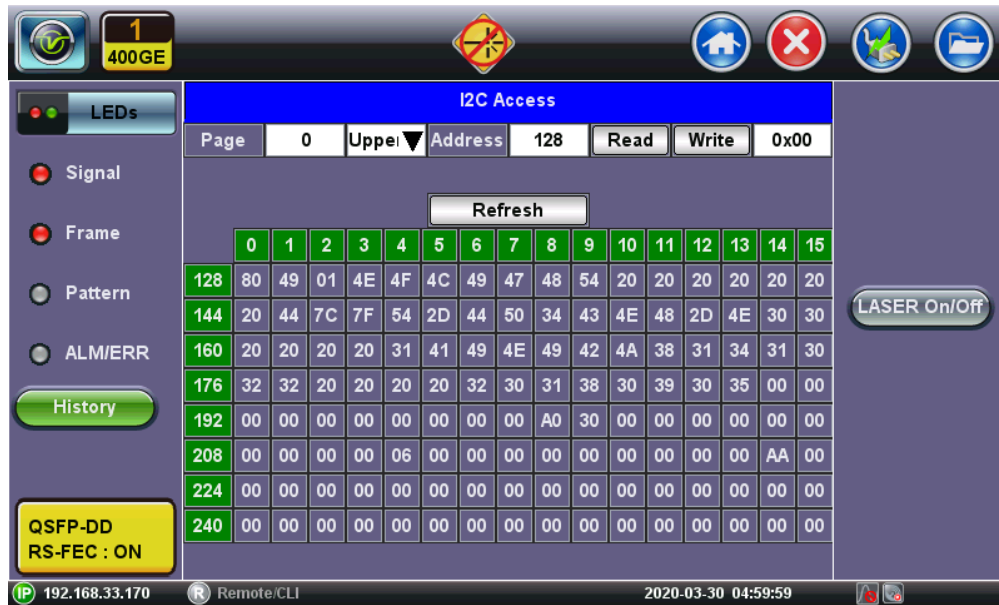 1
400GE
LEDs
I2C Access
Page 0 Upper Address 128 Read Write 0x00
Signal
Refresh
Frame
0 1 2 3 4 5 6 7 8 9 10 11 12 13 14 15
128 80 49 01 4E 4F 4C 49 47 48 54 20 20 20 20 20 20
Pattern
144 20 44 7C 7F 54 2D 44 50 34 43 4E 48 2D 4E 30 30
LASER On/Off
160 20 20 20 20 31 41 49 4E 49 42 4A 38 31 34 31 30
ALM/ERR
176 32 32 20 20 20 20 32 30 31 38 30 39 30 35 00 00
History
192 00 00 00 00 00 00 00 00 A0 30 00 00 00 00 00 00
208 00 00 00 00 06 00 00 00 00 00 00 00 00 00 AA 00
224 00 00 00 00 00 00 00 00 00 00 00 00 00 00 00 00
240 00 00 00 00 00 00 00 00 00 00 00 00 00 00 00 00
QSFP-DD
RS-FEC : ON
IP 192.168.33.170 R Remote/CLI 2020-03-30 04:59:59